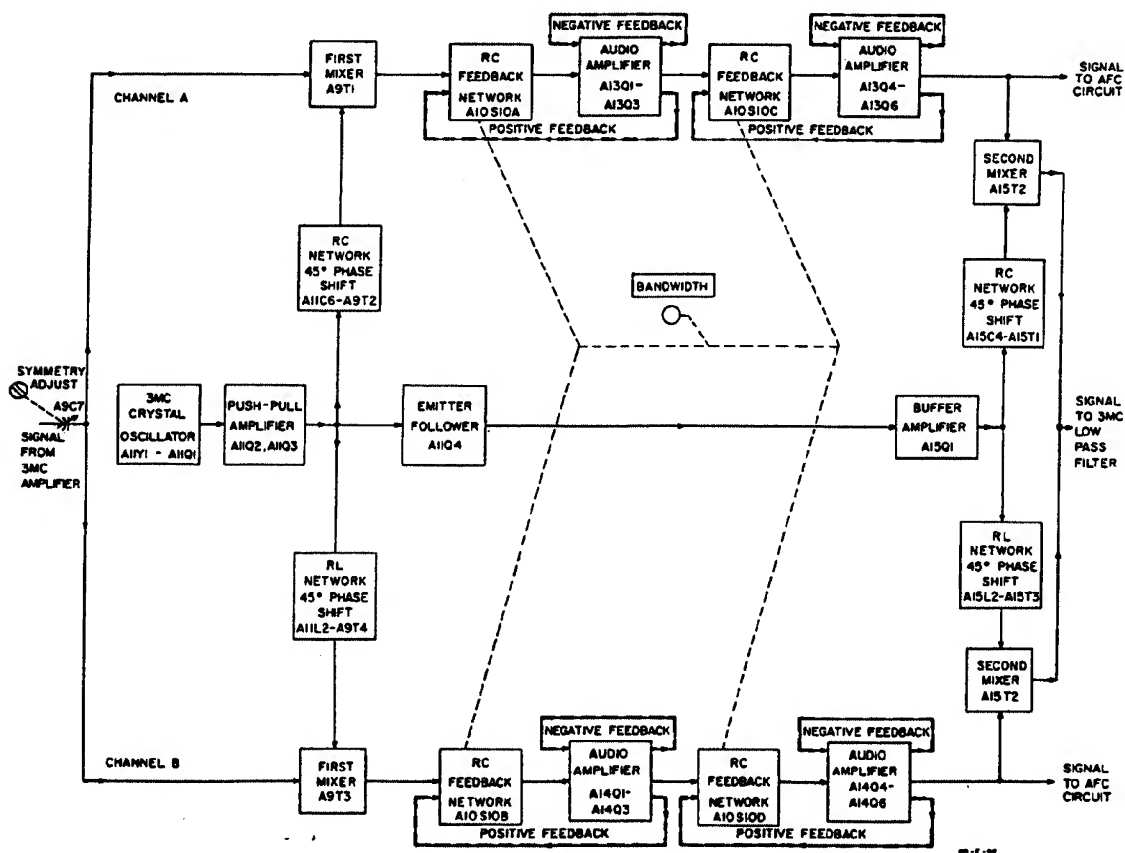 NEGATIVE FEEDBACK
NEGATIVE FEEDBACK
FIRST
MIXER
A9T1
RC
FEEDBACK
NETWORK
A10S10A
AUDIO
AMPLIFIER
A13Q1-
A13Q3
RC
FEEDBACK
NETWORK
A10S10C
AUDIO
AMPLIFIER
A13Q4-
A13Q6
SIGNAL
TO AFC
CIRCUIT
CHANNEL A
POSITIVE FEEDBACK
POSITIVE FEEDBACK
SECOND
MIXER
A15T2
RC
NETWORK
45° PHASE
SHIFT
A11C6-A9T2
BANDWIDTH
RC
NETWORK
45° PHASE
SHIFT
A15C4-A15T1
SYMMETRY
ADJUST
A9C7
SIGNAL
FROM
3MC
AMPLIFIER
3MC
CRYSTAL
OSCILLATOR
A11Y1 - A11Q1
PUSH-PULL
AMPLIFIER
A11Q2, A11Q3
EMITTER
FOLLOWER
A11Q4
BUFFER
AMPLIFIER
A15Q1
SIGNAL
TO 3MC
LOW
PASS
FILTER
RL
NETWORK
45° PHASE
SHIFT
A11L2-A9T4
RL
NETWORK
45° PHASE
SHIFT
A15L2-A15T3
SECOND
MIXER
A15T2
NEGATIVE FEEDBACK
NEGATIVE FEEDBACK
CHANNEL B
FIRST
MIXER
A9T3
RC
FEEDBACK
NETWORK
A10S10B
AUDIO
AMPLIFIER
A14Q1-
A14Q3
RC
FEEDBACK
NETWORK
A10S10D
AUDIO
AMPLIFIER
A14Q4-
A14Q6
SIGNAL
TO AFC
CIRCUIT
POSITIVE FEEDBACK
POSITIVE FEEDBACK